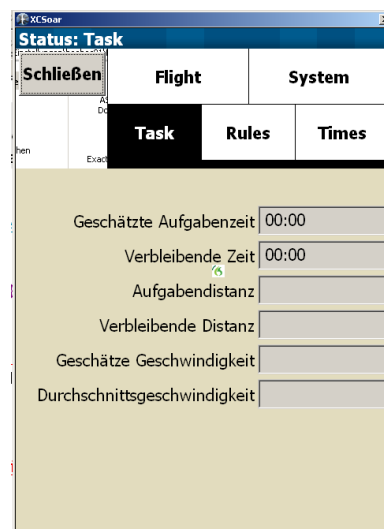 XCSoar
Status: Task
Schließen
Flight
System
Task
Rules
Times
hen
Exact
Geschätzte Aufgabenzeit 00:00
Verbleibende Zeit 00:00
Aufgabendistanz
Verbleibende Distanz
Geschätze Geschwindigkeit
Durchschnittsgeschwindigkeit